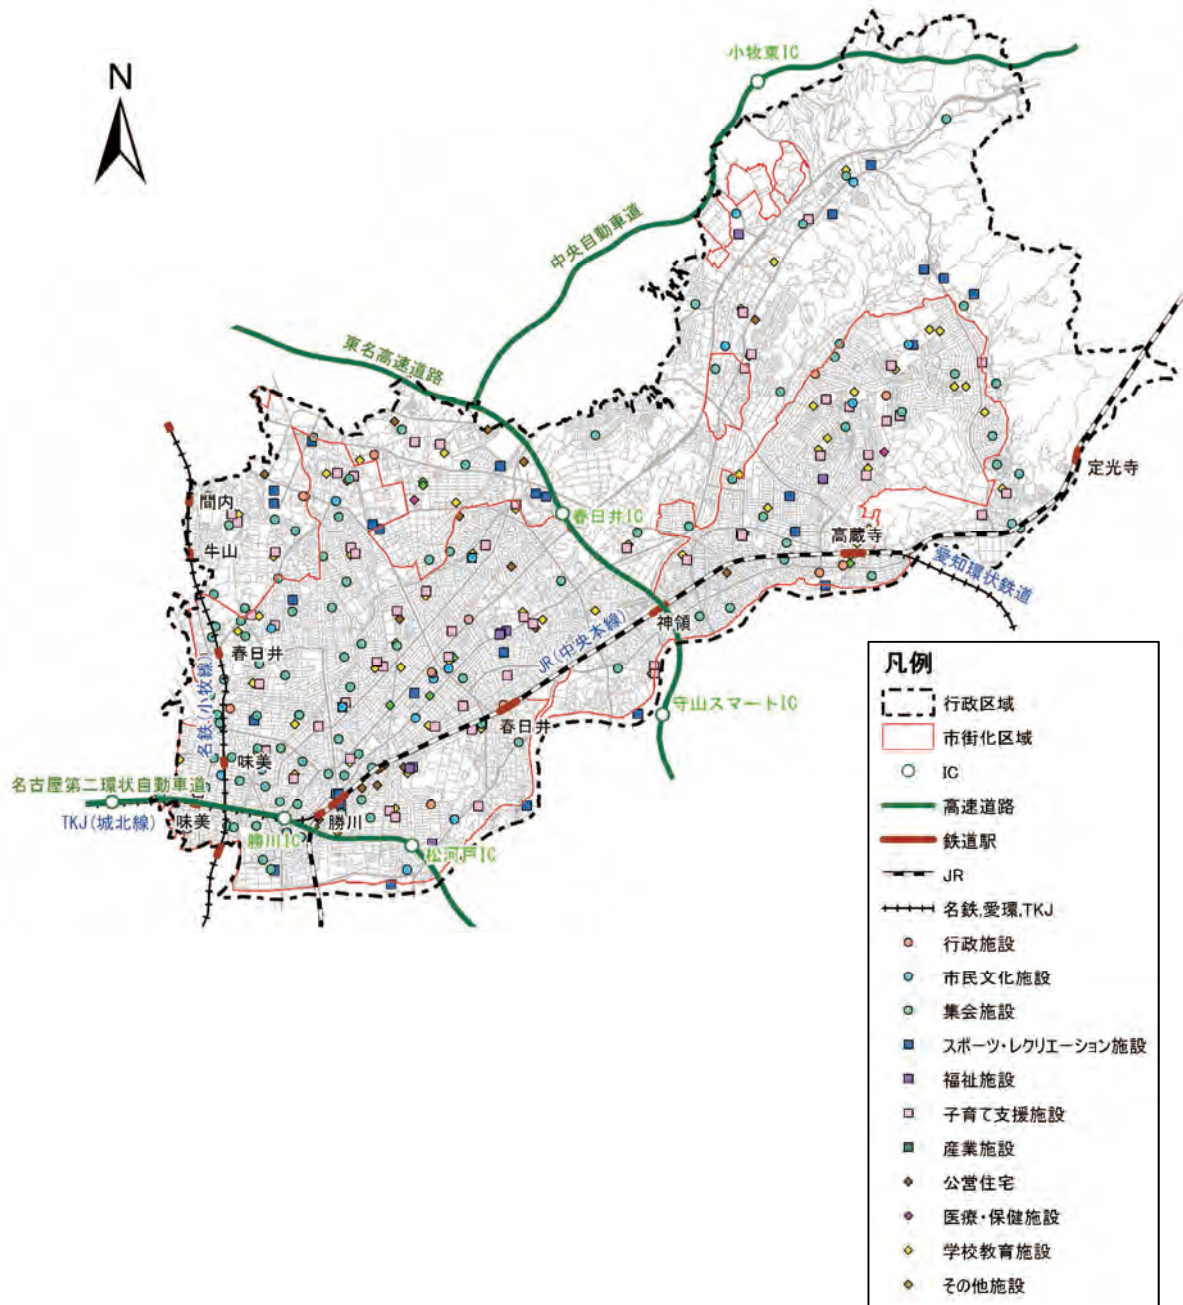 小牧東IC
N
中央自動車道
東名高速道路
間内
牛山
春日井IC
定光寺
高蔵寺
愛知環状鉄道
神領
JR(中央本線)
春日井
名鉄(小牧線)
守山スマートIC
春日井
味美
名古屋第二環状自動車道
TKJ(城北線)
味美
勝川IC
勝川
松河戸IC
凡例
行政区域
市街化区域
IC
高速道路
鉄道駅
JR
名鉄,愛環,TKJ
行政施設
市民文化施設
集会施設
スポーツ・レクリエーション施設
福祉施設
子育て支援施設
産業施設
公営住宅
医療・保健施設
学校教育施設
その他施設